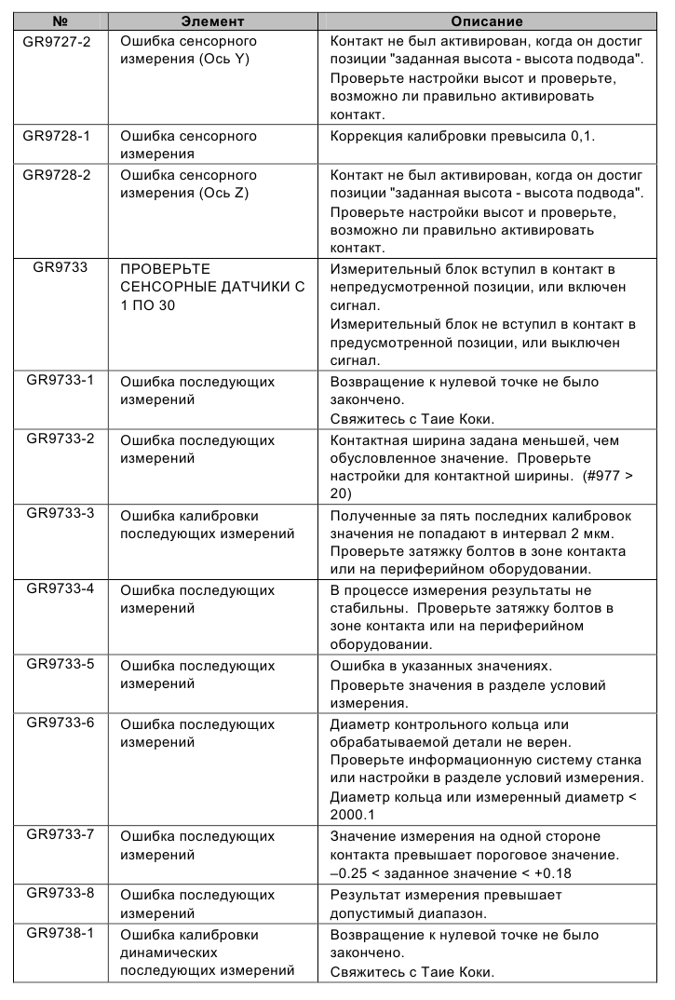 № Элемент Описание
GR9727-2 Ошибка сенсорного Контакт не был активирован, когда он достиг
измерения (Ось Y) позиции "заданная высота - высота подвода".
Проверьте настройки высот и проверьте,
возможно ли правильно активировать
контакт.
GR9728-1 Ошибка сенсорного Коррекция калибровки превысила 0,1.
измерения
GR9728-2 Ошибка сенсорного Контакт не был активирован, когда он достиг
измерения (Ось Z) позиции "заданная высота - высота подвода".
Проверьте настройки высот и проверьте,
возможно ли правильно активировать
контакт.
GR9733 ПРОВЕРЬТЕ Измерительный блок вступил в контакт в
СЕНСОРНЫЕ ДАТЧИКИ С непредусмотренной позиции, или включен
1 ПО 30 сигнал.
Измерительный блок не вступил в контакт в
предусмотренной позиции, или выключен
сигнал.
GR9733-1 Ошибка последующих Возвращение к нулевой точке не было
измерений закончено.
Свяжитесь с Таие Коки.
GR9733-2 Ошибка последующих Контактная ширина задана меньшей, чем
измерений обусловленное значение. Проверьте
настройки для контактной ширины. (#977 >
20)
GR9733-3 Ошибка калибровки Полученные за пять последних калибровок
последующих измерений значения не попадают в интервал 2 мкм.
Проверьте затяжку болтов в зоне контакта
или на периферийном оборудовании.
GR9733-4 Ошибка последующих В процессе измерения результаты не
измерений стабильны. Проверьте затяжку болтов в
зоне контакта или на периферийном
оборудовании.
GR9733-5 Ошибка последующих Ошибка в указанных значениях.
измерений Проверьте значения в разделе условий
измерения.
GR9733-6 Ошибка последующих Диаметр контрольного кольца или
измерений обрабатываемой детали не верен.
Проверьте информационную систему станка
или настройки в разделе условий измерения.
Диаметр кольца или измеренный диаметр <
2000.1
GR9733-7 Ошибка последующих Значение измерения на одной стороне
измерений контакта превышает пороговое значение.
–0.25 < заданное значение < +0.18
GR9733-8 Ошибка последующих Результат измерения превышает
измерений допустимый диапазон.
GR9738-1 Ошибка калибровки Возвращение к нулевой точке не было
динамических закончено.
последующих измерений Свяжитесь с Таие Коки.